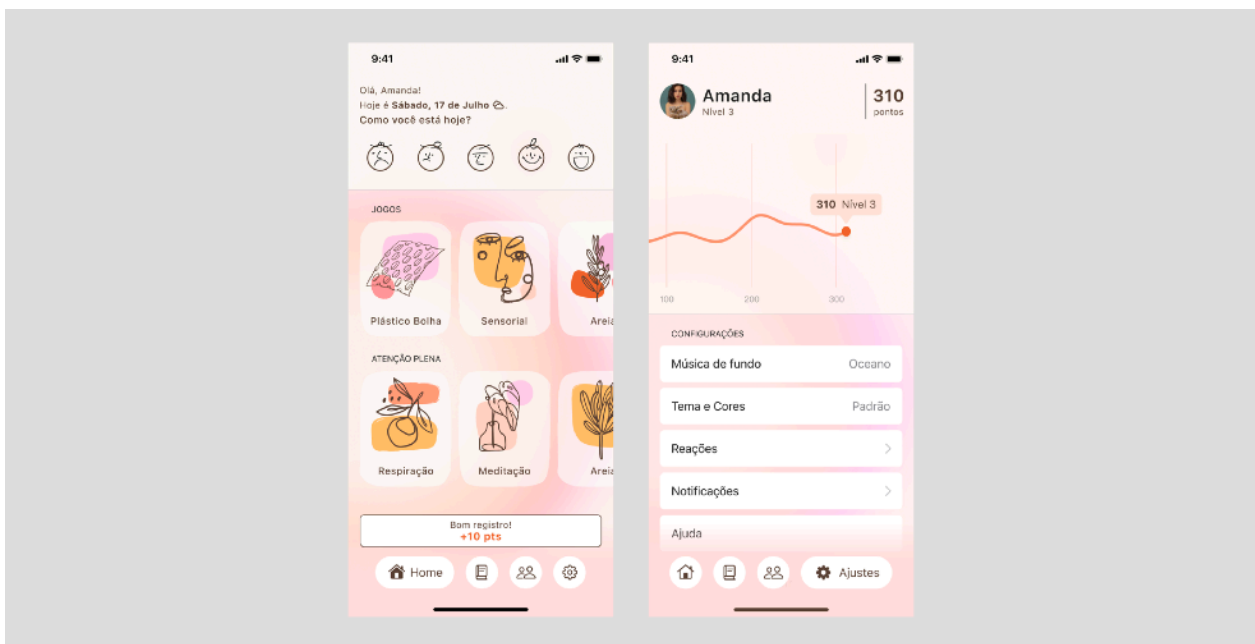 9:41
Olá, Amanda!
Hoje é Sábado, 17 de Julho
Como você está hoje?
JOGOS
Plástico Bolha
Sensorial
Areia
ATENÇÃO PLENA
Respiração
Meditação
Areia
Bom registro!
+10 pts
Home
9:41
Amanda
Nível 3
310
pontos
310 Nível 3
100 200 300
CONFIGURAÇÕES
Música de fundo Oceano
Tema e Cores Padrão
Reações
Notificações
Ajuda
Ajustes